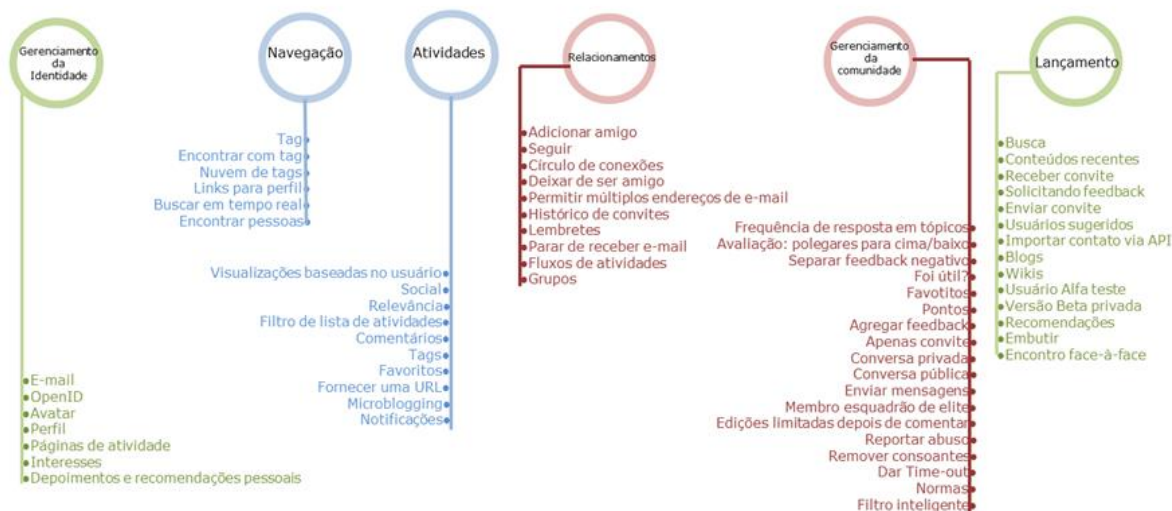 Gerenciamento
da
Identidade
E-mail
OpenID
Avatar
Perfil
Páginas de atividade
Interesses
Depoimentos e recomendações pessoais
Navegação
Tag
Encontrar com tag
Nuvem de tags
Links para perfil
Buscar em tempo real
Encontrar pessoas
Atividades
Visualizações baseadas no usuário
Social
Relevância
Filtro de lista de atividades
Comentários
Tags
Favoritos
Fornecer uma URL
Microblogging
Notificações
Relacionamentos
Adicionar amigo
Seguir
Círculo de conexões
Deixar de ser amigo
Permitir múltiplos endereços de e-mail
Histórico de convites
Lembretes
Parar de receber e-mail
Fluxos de atividades
Grupos
Gerenciamento da
comunidade
Frequência de resposta em tópicos
Avaliação: polegares para cima/baixo
Separar feedback negativo
Foi útil?
Favotitos
Pontos
Agregar feedback
Apenas convite
Conversa privada
Conversa pública
Enviar mensagens
Membro esquadrão de elite
Edições limitadas depois de comentar
Reportar abuso
Remover consoantes
Dar Time-out
Normas
Filtro inteligente
Lançamento
Busca
Conteúdos recentes
Receber convite
Solicitando feedback
Enviar convite
Usuários sugeridos
Importar contato via API
Blogs
Wikis
Usuário Alfa teste
Versão Beta privada
Recomendações
Embutir
Encontro face-à-face